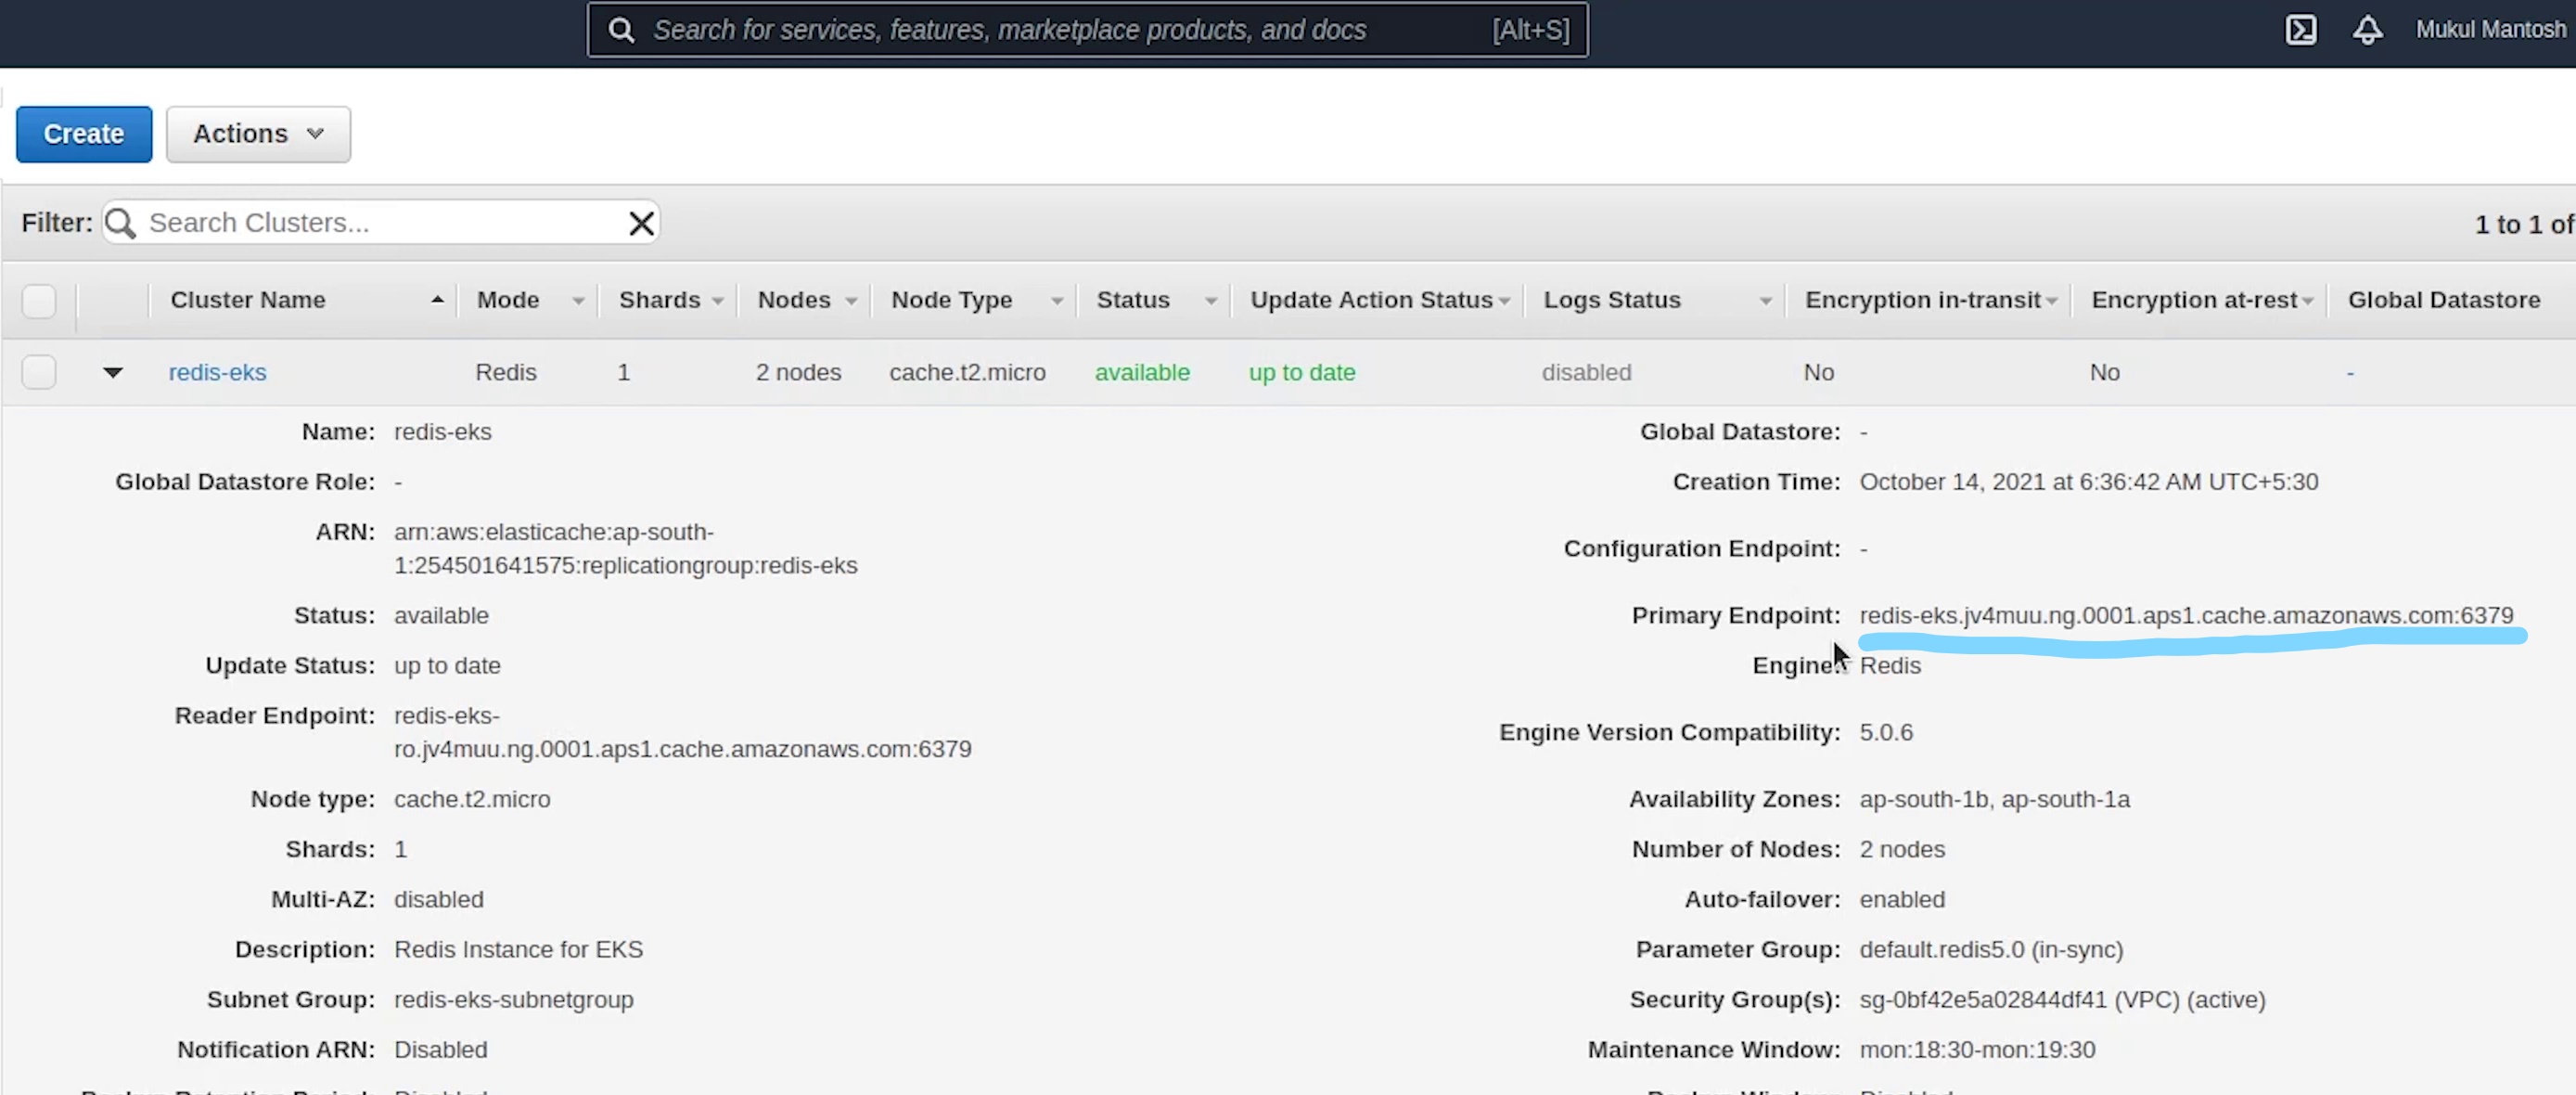 Search for services, features, marketplace products, and docs [Alt+S] Mukul Mantosh
Create Actions
Filter: Search Clusters... 1 to 1 of
Cluster Name Mode Shards Nodes Node Type Status Update Action Status Logs Status Encryption in-transit Encryption at-rest Global Datastore
redis-eks Redis 1 2 nodes cache.t2.micro available up to date disabled No No -
Name: redis-eks
Global Datastore Role: -
ARN: arn:aws:elasticache:ap-south-
1:254501641575:replicationgroup:redis-eks
Status: available
Update Status: up to date
Reader Endpoint: redis-eks-
ro.jv4muu.ng.0001.aps1.cache.amazonaws.com:6379
Node type: cache.t2.micro
Shards: 1
Multi-AZ: disabled
Description: Redis Instance for EKS
Subnet Group: redis-eks-subnetgroup
Notification ARN: Disabled
Global Datastore: -
Creation Time: October 14, 2021 at 6:36:42 AM UTC+5:30
Configuration Endpoint: -
Primary Endpoint: redis-eks.jv4muu.ng.0001.aps1.cache.amazonaws.com:6379
Engine: Redis
Engine Version Compatibility: 5.0.6
Availability Zones: ap-south-1b, ap-south-1a
Number of Nodes: 2 nodes
Auto-failover: enabled
Parameter Group: default.redis5.0 (in-sync)
Security Group(s): sg-0bf42e5a02844df41 (VPC) (active)
Maintenance Window: mon:18:30-mon:19:30